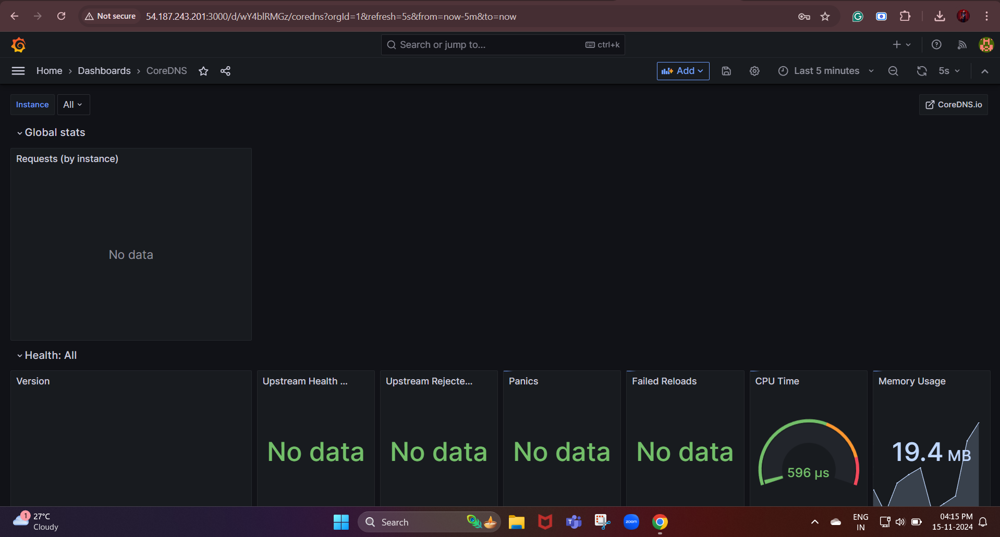 Not secure 54.187.243.201:3000/d/wY4blRMGz/coredns?orgId=1&refresh=5s&from=now-5m&to=now
Search or jump to... ctrl+k
Home › Dashboards › CoreDNS Add Last 5 minutes 5s
Instance All CoreDNS.io
Global stats
Requests (by instance)
No data
Health: All
Version Upstream Health ... Upstream Rejecte... Panics Failed Reloads CPU Time Memory Usage
No data No data No data No data 596 µs 19.4 MB
1 27°C
Cloudy
Search
zoom
ENG
IN
04:15 PM
15-11-2024